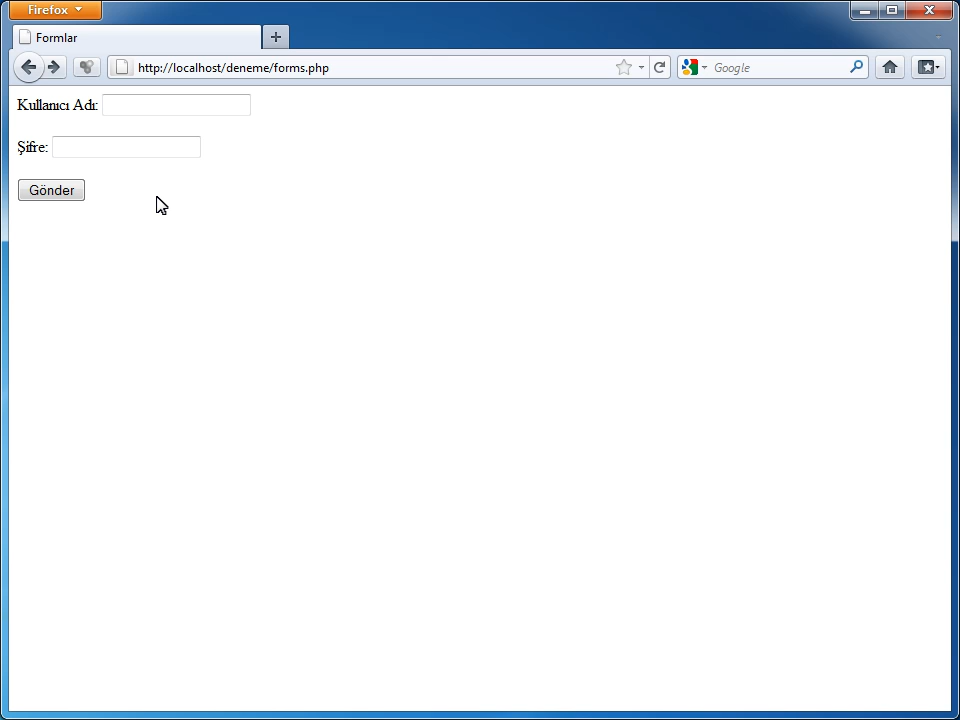 Firefox
Formlar
http://localhost/deneme/forms.php
Google
Kullanıcı Adı:
Şifre:
Gönder